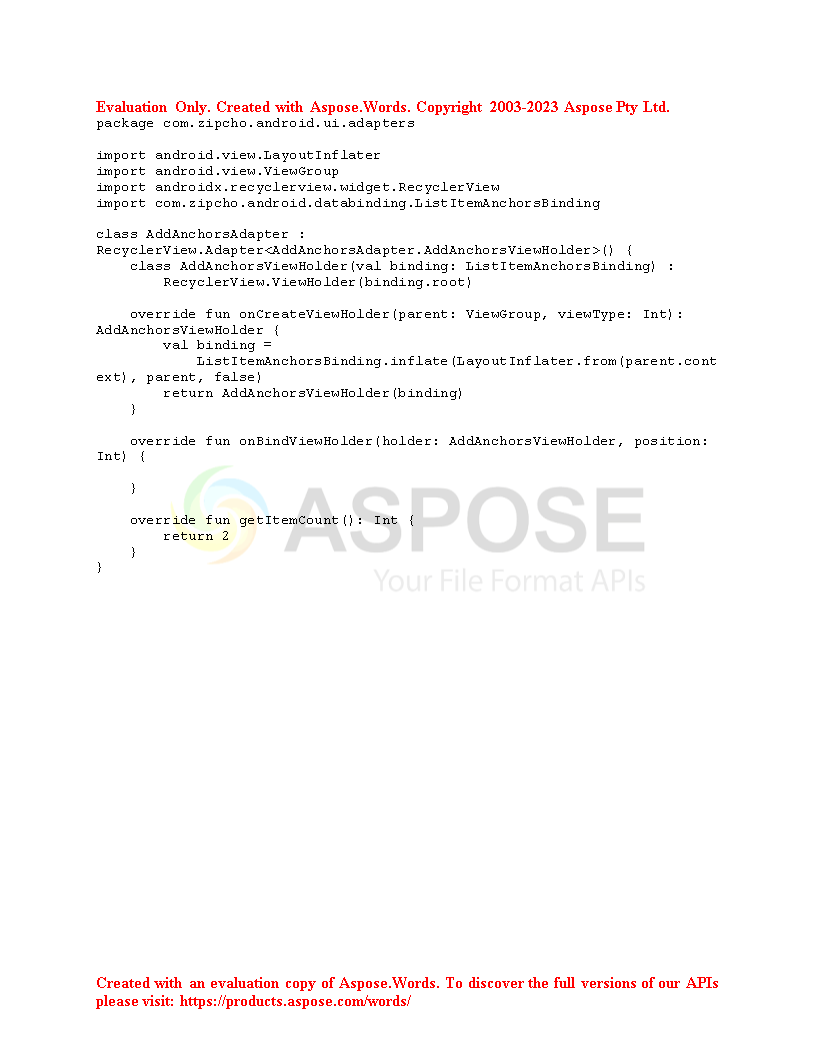 Evaluation Only. Created with Aspose.Words. Copyright 2003-2023 Aspose Pty Ltd.
package com.zipcho.android.ui.adapters

import android.view.LayoutInflater
import android.view.ViewGroup
import androidx.recyclerview.widget.RecyclerView
import com.zipcho.android.databinding.ListItemAnchorsBinding

class AddAnchorsAdapter :
RecyclerView.Adapter<AddAnchorsAdapter.AddAnchorsViewHolder>() {
    class AddAnchorsViewHolder(val binding: ListItemAnchorsBinding) :
        RecyclerView.ViewHolder(binding.root)

    override fun onCreateViewHolder(parent: ViewGroup, viewType: Int):
AddAnchorsViewHolder {
        val binding =
            ListItemAnchorsBinding.inflate(LayoutInflater.from(parent.cont
ext), parent, false)
        return AddAnchorsViewHolder(binding)
    }

    override fun onBindViewHolder(holder: AddAnchorsViewHolder, position:
Int) {

    }

    override fun getItemCount(): Int {
        return 2
    }
}
ASPOSE
Your File Format APIs
Created with an evaluation copy of Aspose.Words. To discover the full versions of our APIs
please visit: https://products.aspose.com/words/